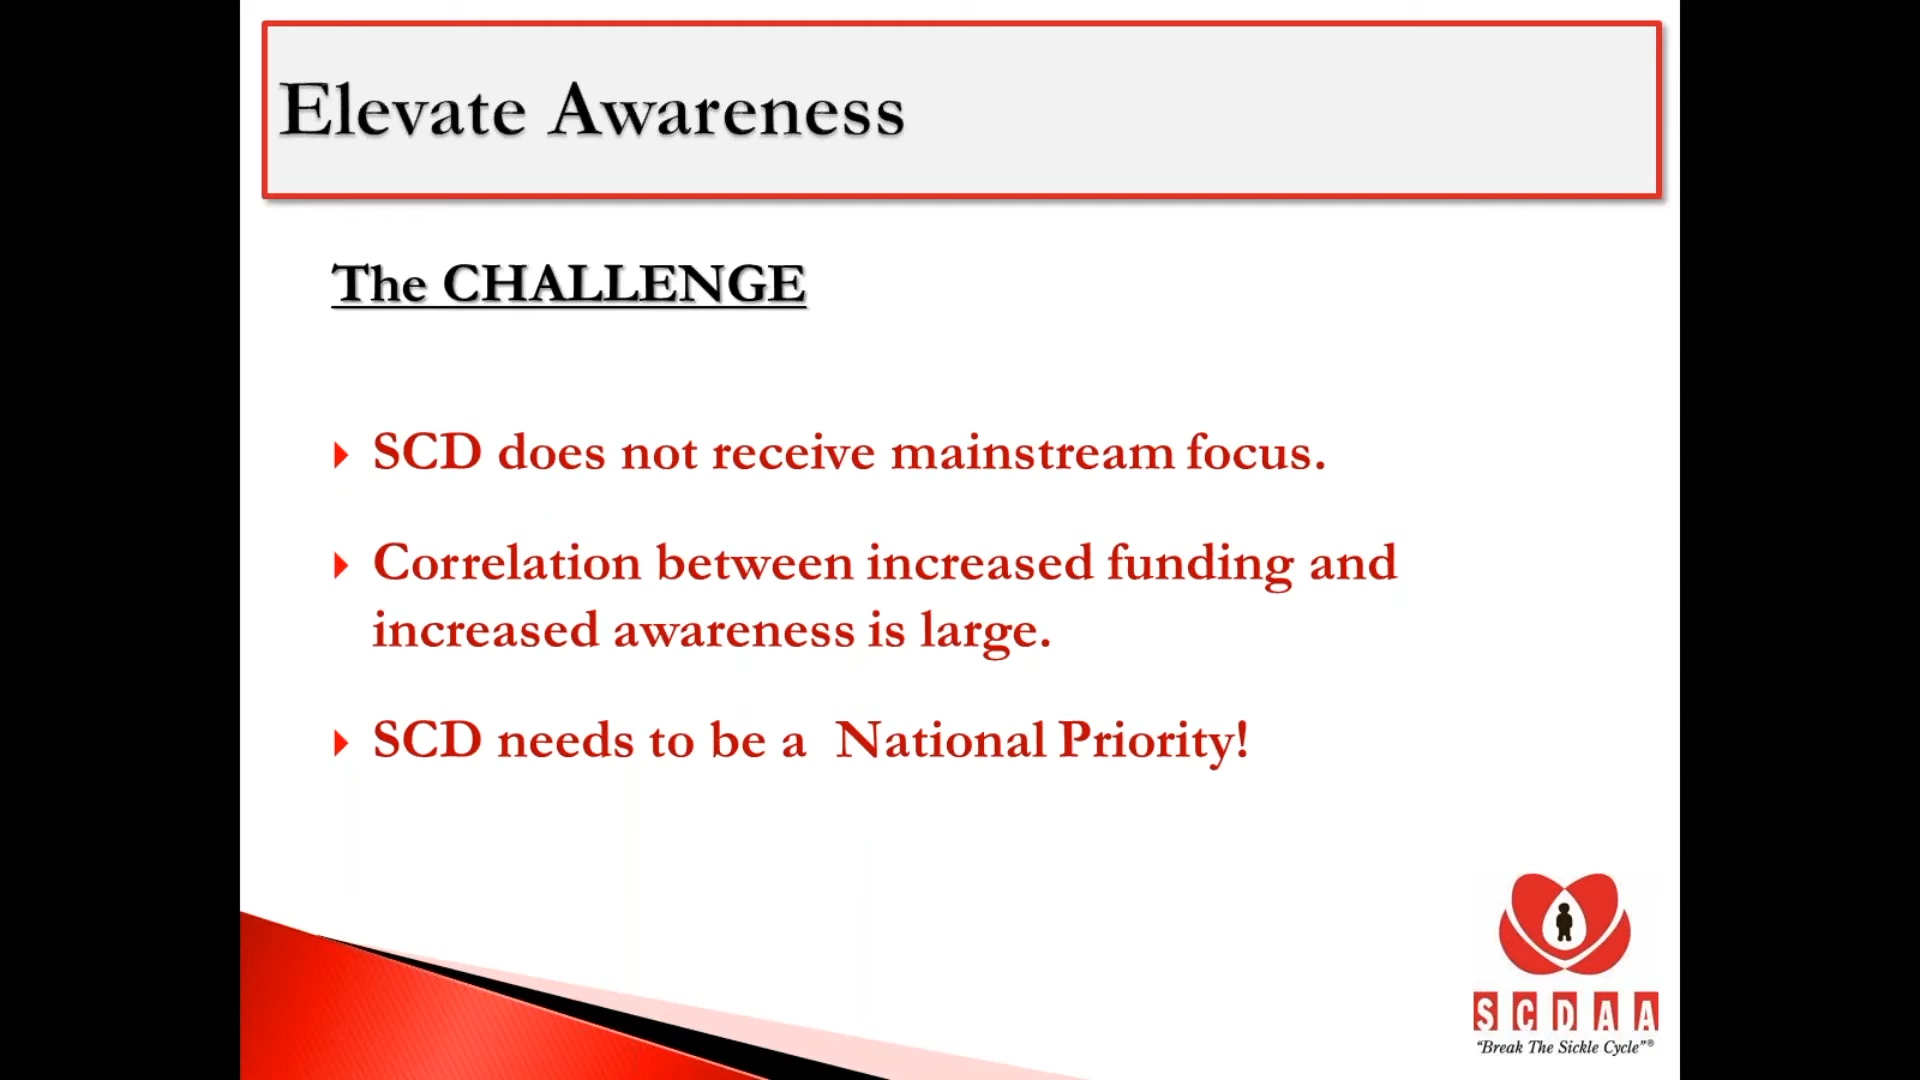 Elevate Awareness
The CHALLENGE
SCD does not receive mainstream focus.
Correlation between increased funding and
increased awareness is large.
SCD needs to be a  National Priority!
SCDAA
“Break The Sickle Cycle”®